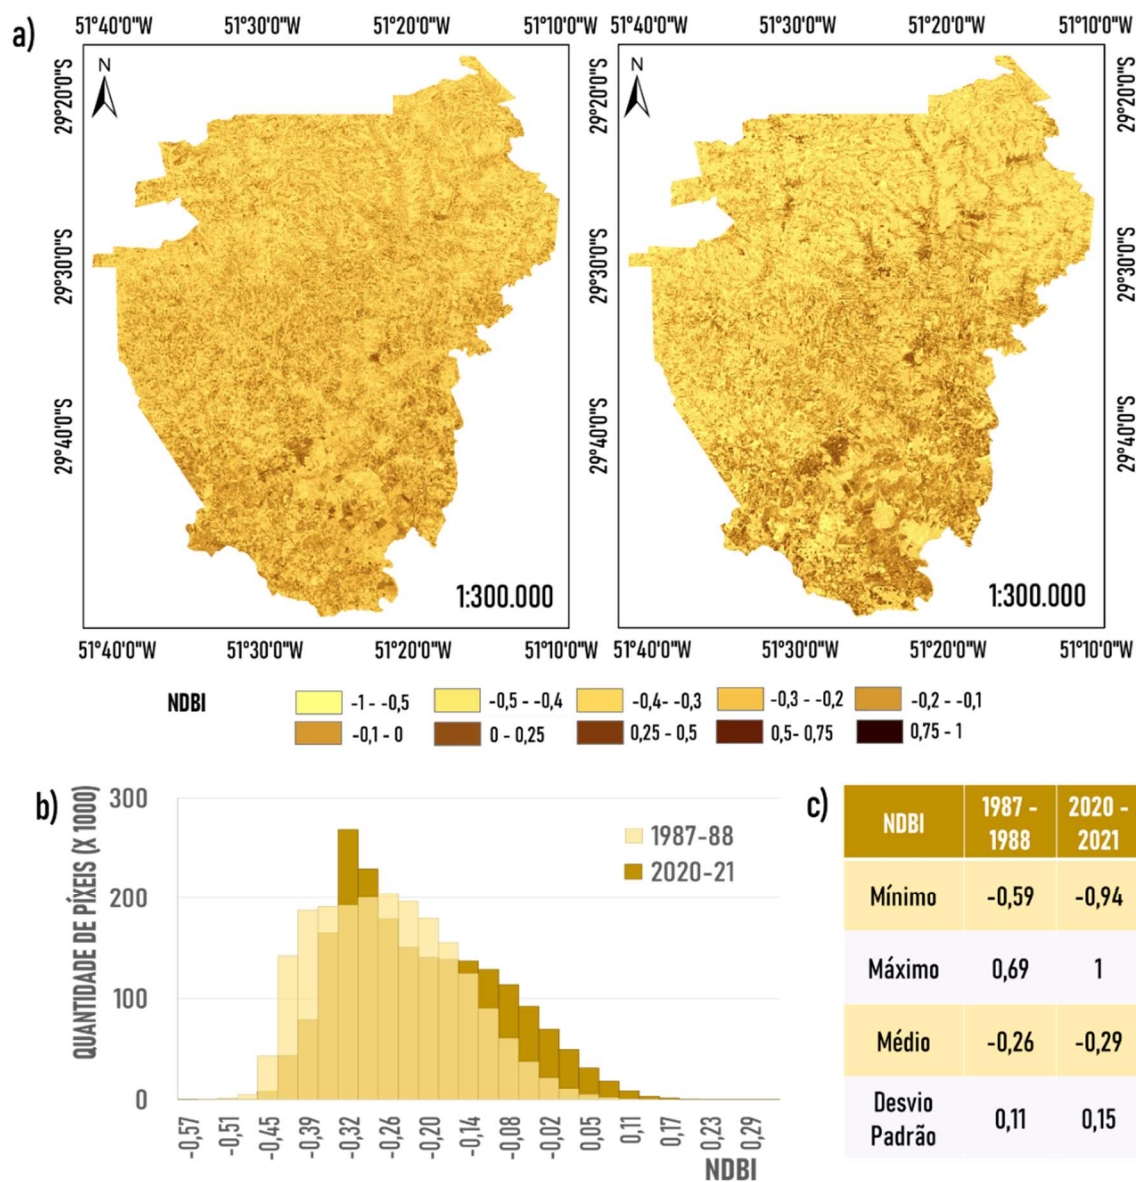 a)
51°40'0"W 51°30'0"W 51°20'0"W 51°10'0"W
51°40'0"W 51°30'0"W 51°20'0"W 51°10'0"W
N
N
29°20'0"S
29°30'0"S
29°40'0"S
29°20'0"S
29°30'0"S
29°40'0"S
29°20'0"S
29°30'0"S
29°40'0"S
1:300.000
1:300.000
51°40'0"W 51°30'0"W 51°20'0"W 51°10'0"W
51°40'0"W 51°30'0"W 51°20'0"W 51°10'0"W
NDBI
-1 - -0,5
-0,5 - -0,4
-0,4- -0,3
-0,3 - -0,2
-0,2 - -0,1
-0,1 - 0
0 - 0,25
0,25 - 0,5
0,5- 0,75
0,75 - 1
b)
QUANTIDADE DE PÍXEIS (X 1000)
300
200
100
0
1987-88
2020-21
-0,57 -0,51 -0,45 -0,39 -0,32 -0,26 -0,20 -0,14 -0,08 -0,02 0,05 0,11 0,17 0,23 0,29
NDBI
c)
NDBI 1987 - 1988 2020 - 2021
Mínimo -0,59 -0,94
Máximo 0,69 1
Médio -0,26 -0,29
Desvio Padrão 0,11 0,15